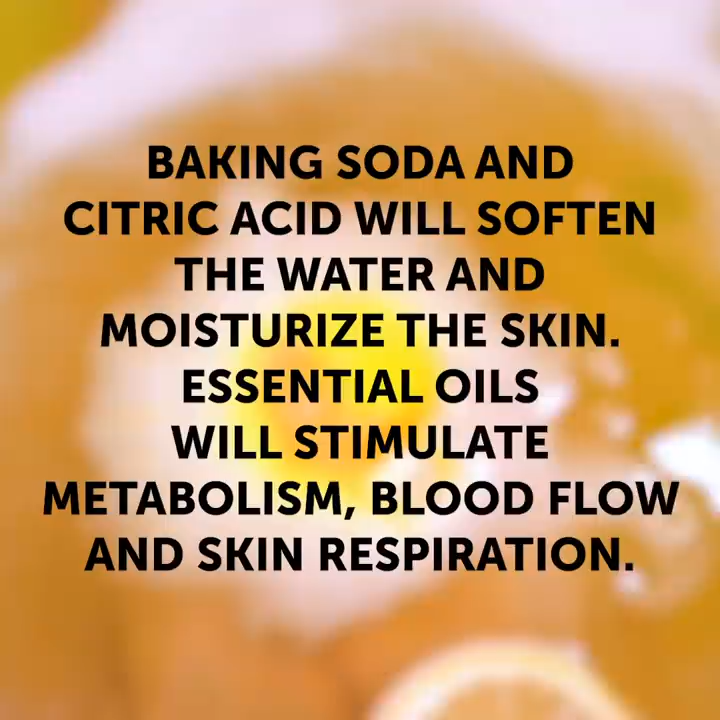 BAKING SODA AND
CITRIC ACID WILL SOFTEN
THE WATER AND
MOISTURIZE THE SKIN.
ESSENTIAL OILS
WILL STIMULATE
METABOLISM, BLOOD FLOW
AND SKIN RESPIRATION.